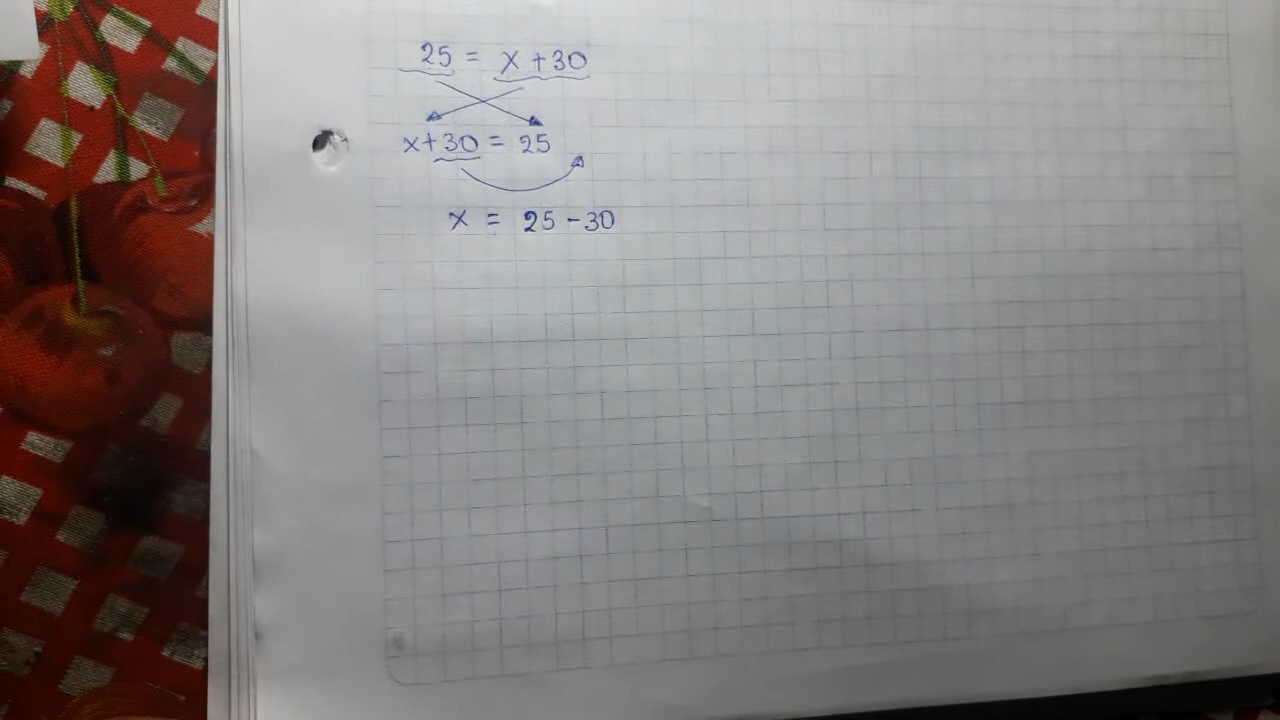 25 = x + 30
x + 30 = 25
x = 25 - 30